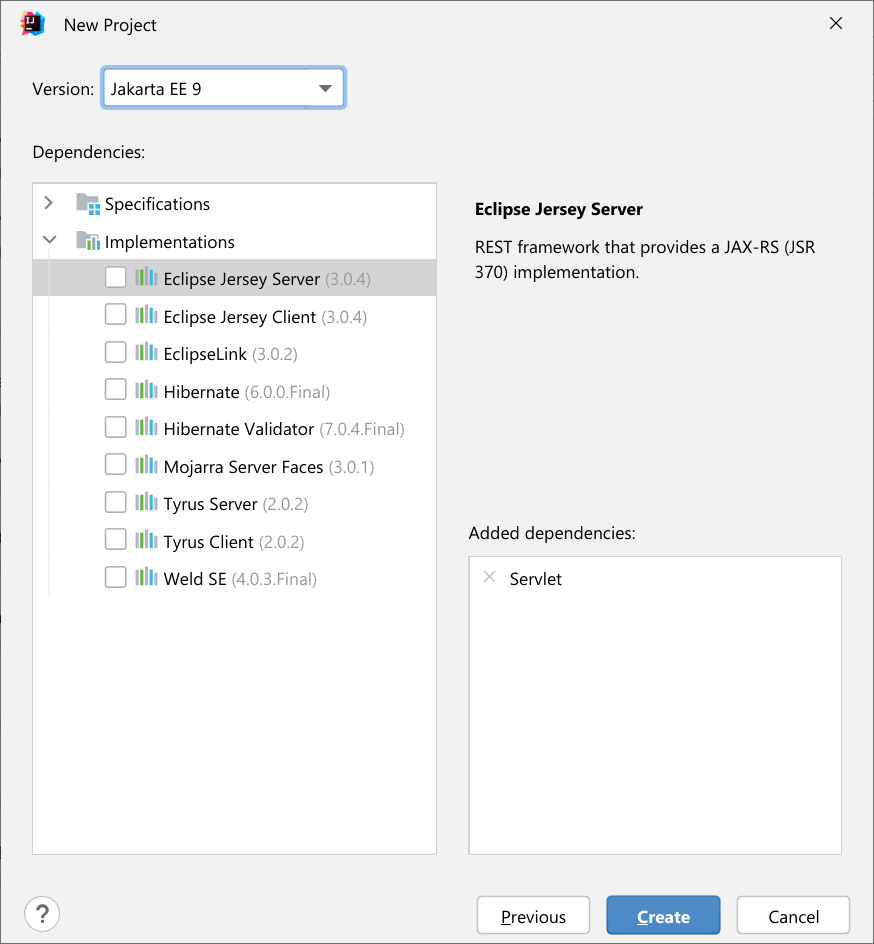 New Project
Version: Jakarta EE 9
Dependencies:
Specifications
Implementations
Eclipse Jersey Server (3.0.4)
Eclipse Jersey Client (3.0.4)
EclipseLink (3.0.2)
Hibernate (6.0.0.Final)
Hibernate Validator (7.0.4.Final)
Mojarra Server Faces (3.0.1)
Tyrus Server (2.0.2)
Tyrus Client (2.0.2)
Weld SE (4.0.3.Final)
Eclipse Jersey Server
REST framework that provides a JAX-RS (JSR
370) implementation.
Added dependencies:
Servlet
? Previous Create Cancel